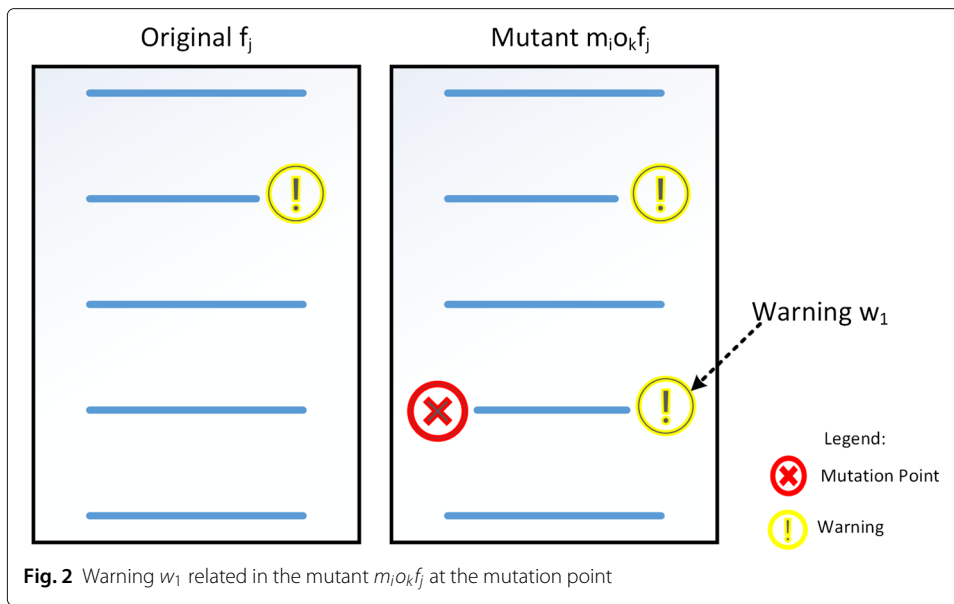 Original fⱼ
Mutant mᵢoₖfⱼ
Warning w₁
Legend:
Mutation Point
Warning
Fig. 2 Warning w₁ related in the mutant mᵢoₖfⱼ at the mutation point